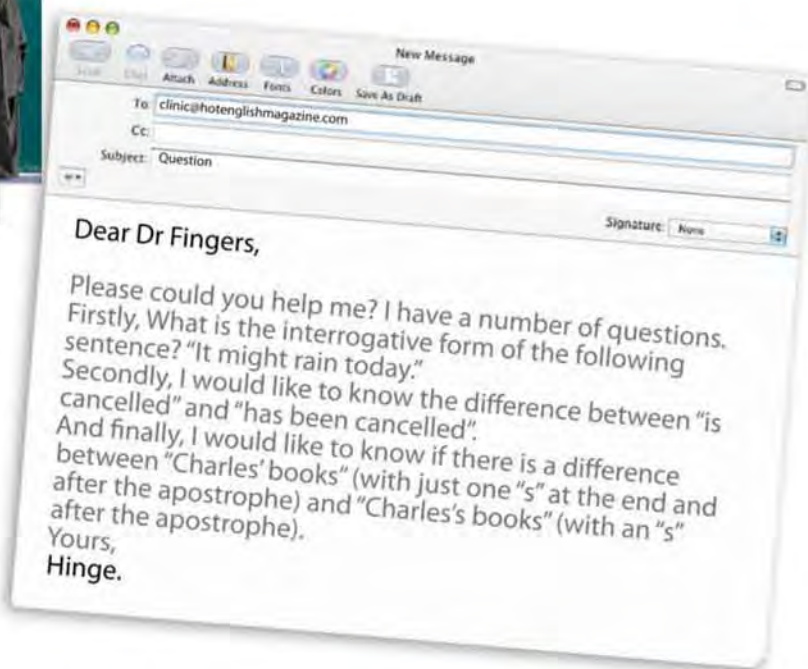 New Message
Attach Address Fonts Colors Save As Draft
To: clinic@hotenglishmagazine.com
Cc:
Subject: Question
Signature: None
Dear Dr Fingers,
Please could you help me? I have a number of questions.
Firstly, What is the interrogative form of the following
sentence? "It might rain today."
Secondly, I would like to know the difference between "is
cancelled" and "has been cancelled".
And finally, I would like to know if there is a difference
between "Charles' books" (with just one "s" at the end and
after the apostrophe) and "Charles's books" (with an "s"
after the apostrophe).
Yours,
Hinge.